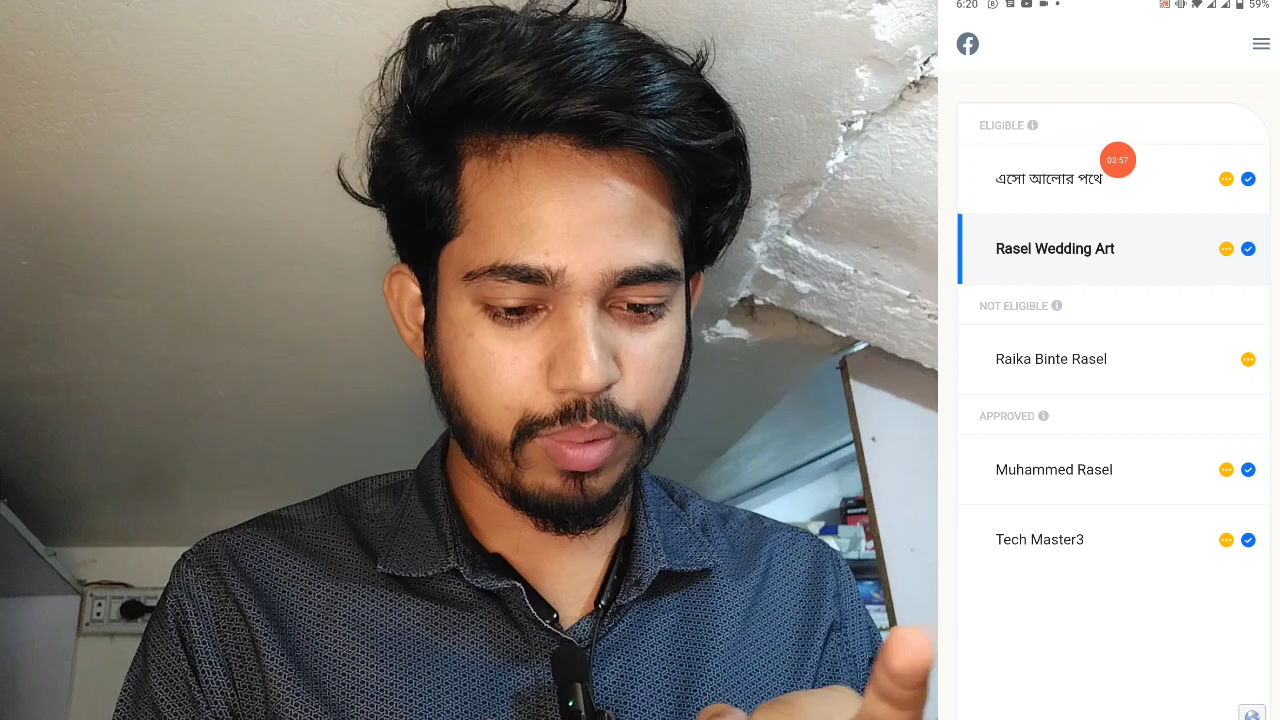 6:20
59%
ELIGIBLE
03:57
এসো আলোর পথে
Rasel Wedding Art
NOT ELIGIBLE
Raika Binte Rasel
APPROVED
Muhammed Rasel
Tech Master3